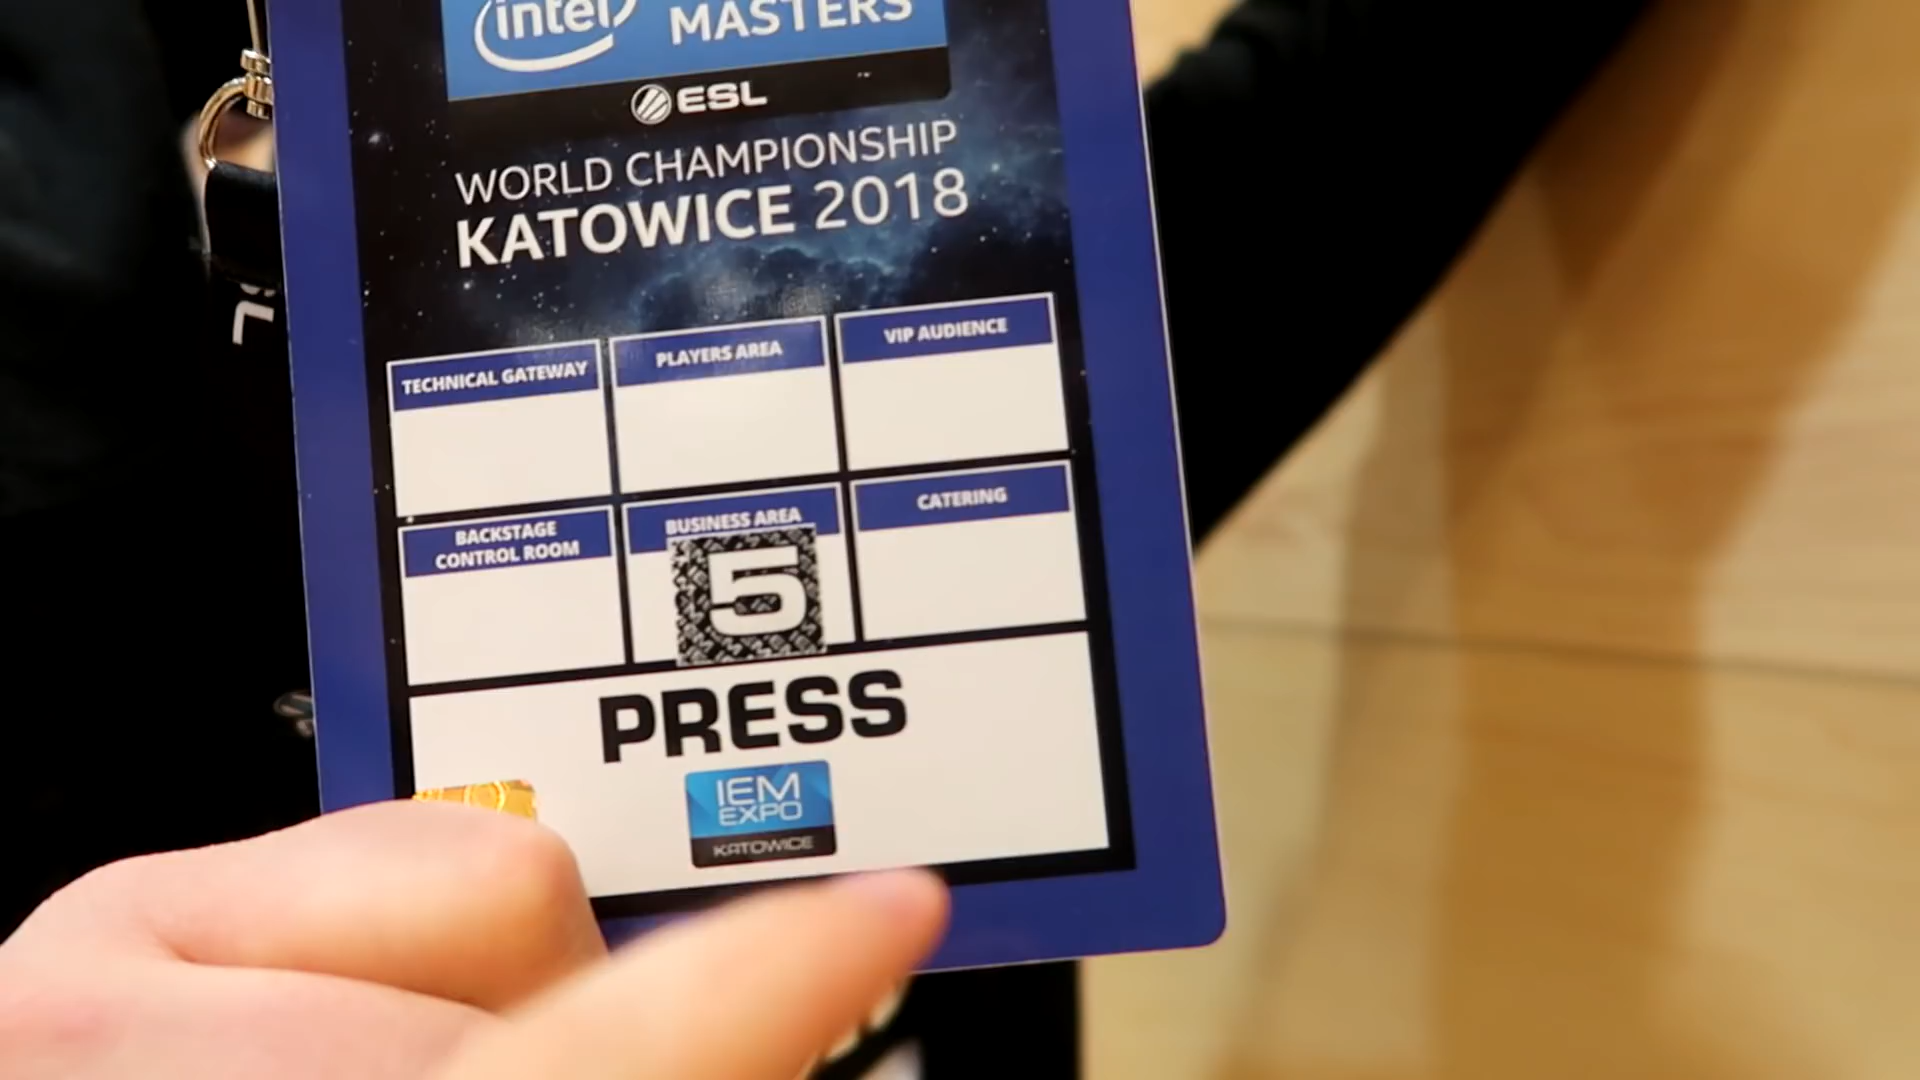 intel
MASTERS
ESL
WORLD CHAMPIONSHIP
KATOWICE 2018
TECHNICAL GATEWAY
PLAYERS AREA
VIP AUDIENCE
BACKSTAGE
CONTROL ROOM
BUSINESS AREA
5
CATERING
PRESS
IEM
EXPO
KATOWICE